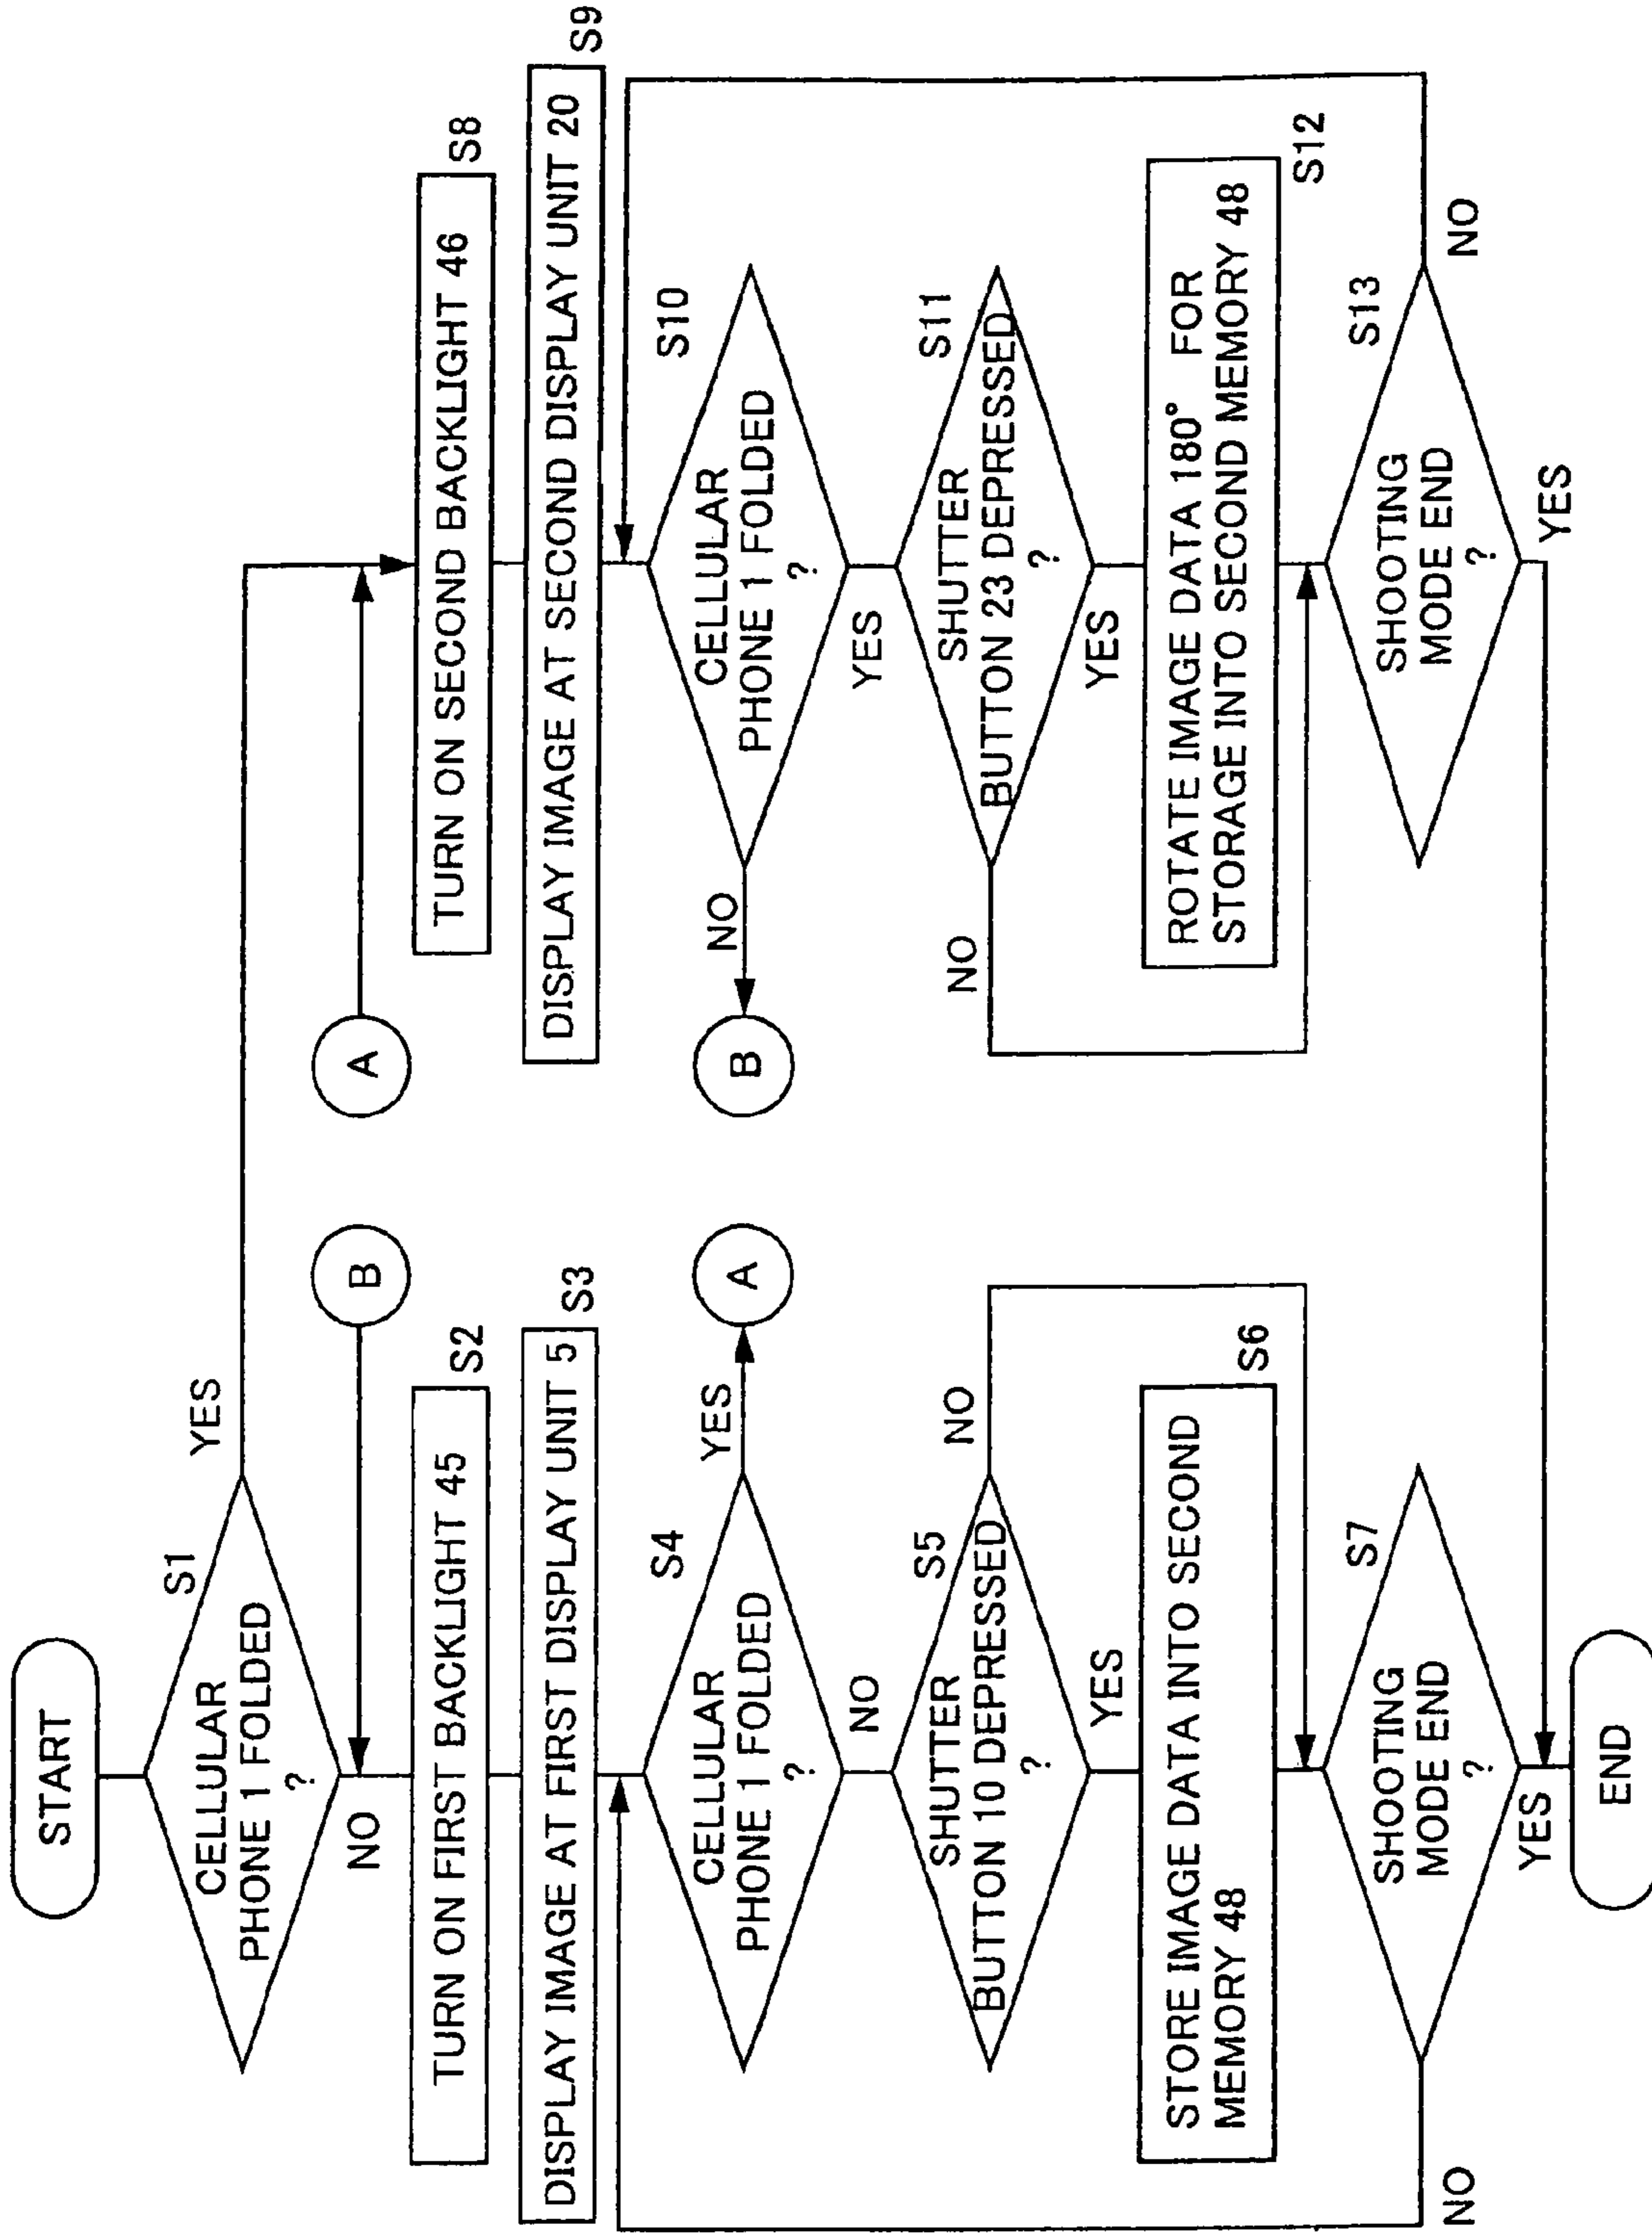 START
S1
CELLULAR
PHONE 1 FOLDED
?
YES
NO
B
TURN ON FIRST BACKLIGHT 45
S2
DISPLAY IMAGE AT FIRST DISPLAY UNIT 5
S3
S4
CELLULAR
PHONE 1 FOLDED
?
YES
A
NO
S5
SHUTTER
BUTTON 10 DEPRESSED
?
NO
YES
STORE IMAGE DATA INTO SECOND
MEMORY 48
S6
S7
SHOOTING
MODE END
?
NO
YES
END
A
TURN ON SECOND BACKLIGHT 46
S8
DISPLAY IMAGE AT SECOND DISPLAY UNIT 20
S9
S10
CELLULAR
PHONE 1 FOLDED
?
NO
B
YES
S11
SHUTTER
BUTTON 23 DEPRESSED
?
NO
YES
ROTATE IMAGE DATA 180° FOR
STORAGE INTO SECOND MEMORY 48
S12
S13
SHOOTING
MODE END
?
NO
YES